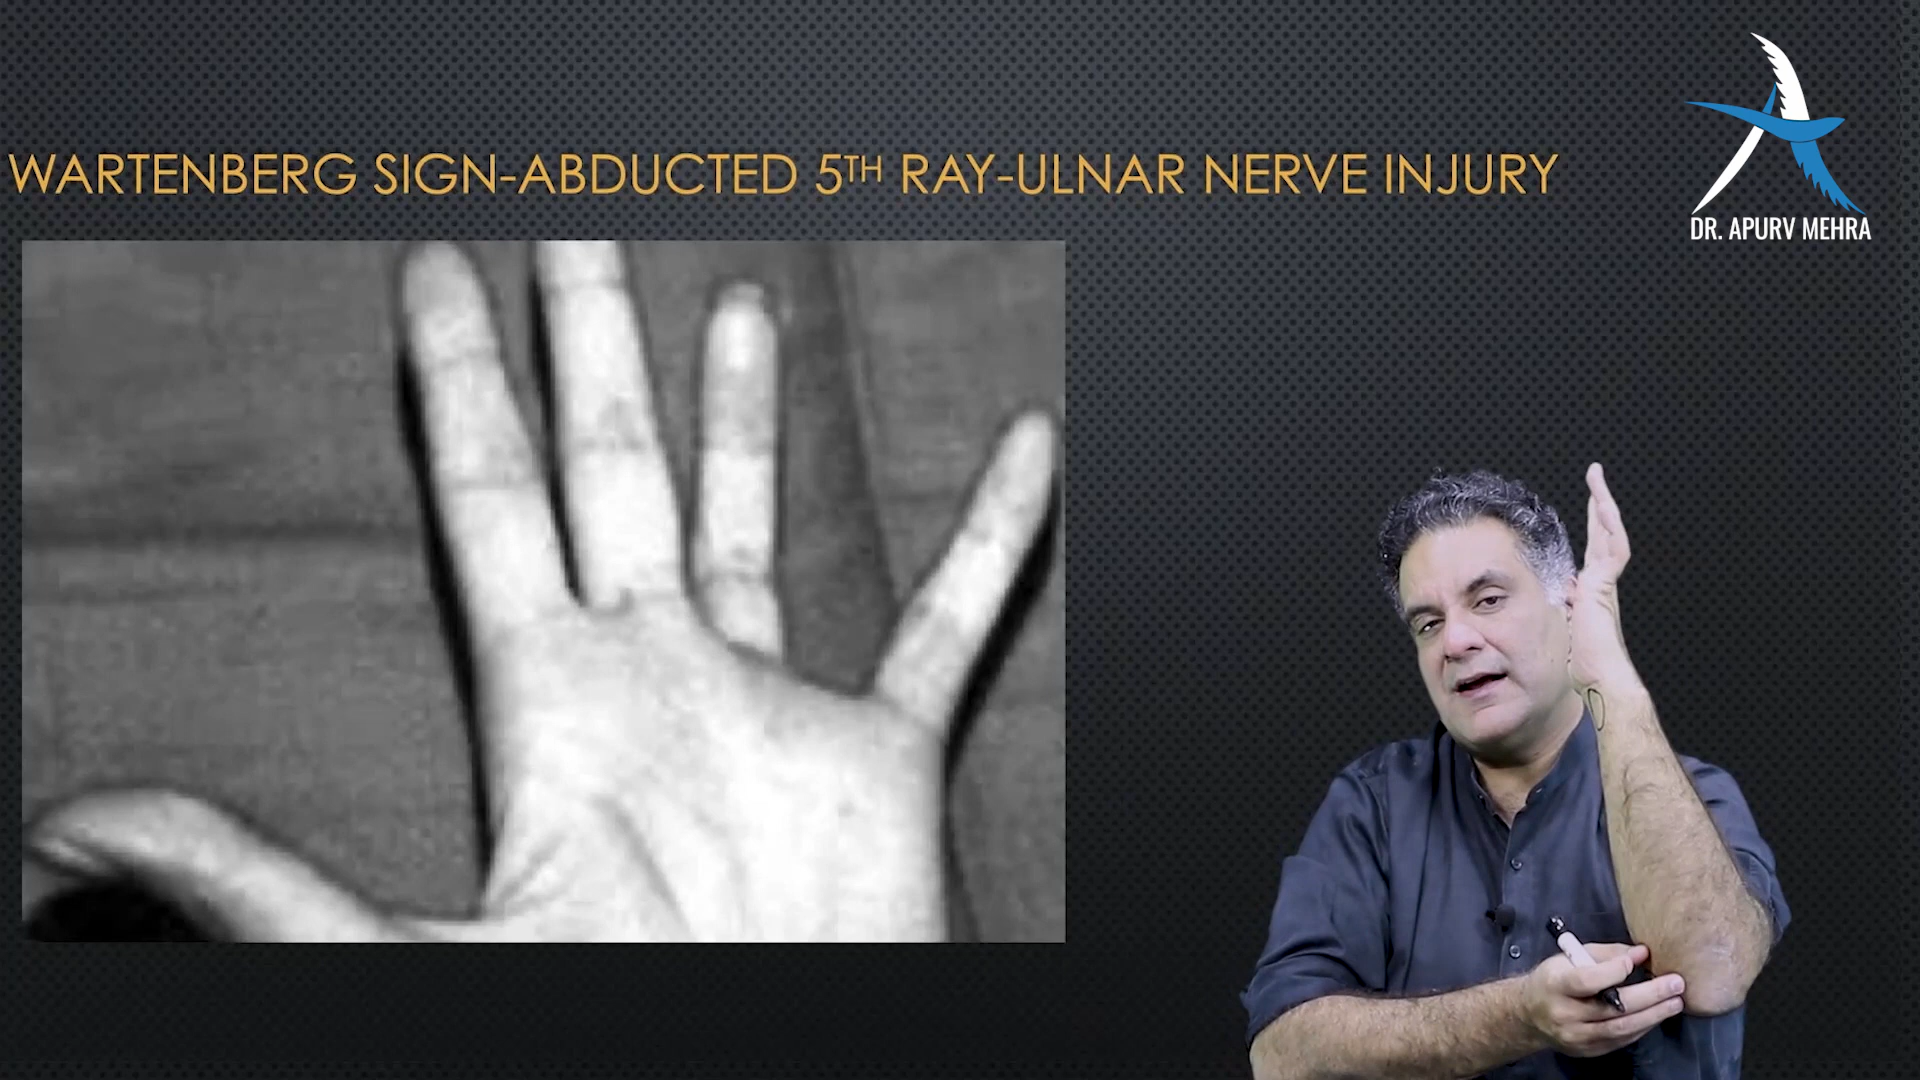 WARTENBERG SIGN-ABDUCTED 5TH RAY-ULNAR NERVE INJURY
DR. APURV MEHRA